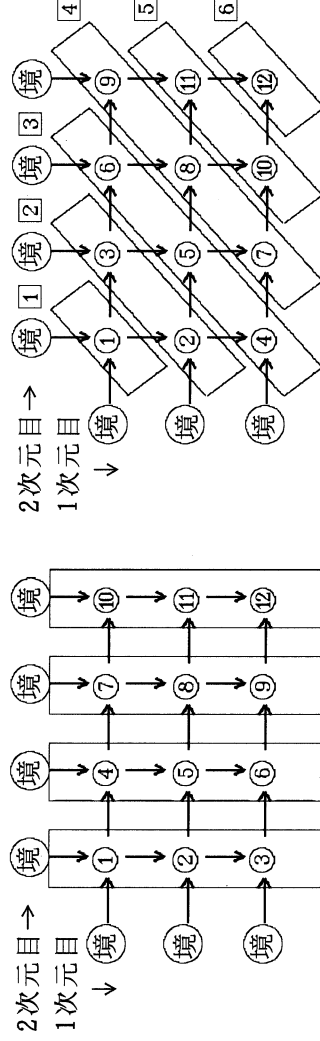 2次元目→
1次元目
↓
境 境 境 境
境 ① ④ ⑦ ⑩
境 ② ⑤ ⑧ ⑪
境 ③ ⑥ ⑨ ⑫
2次元目→
1次元目
↓
境 1 境 2 境 3 境
4
境 ① ③ ⑥ ⑨
5
境 ② ⑤ ⑧ ⑪
6
境 ④ ⑦ ⑩ ⑫